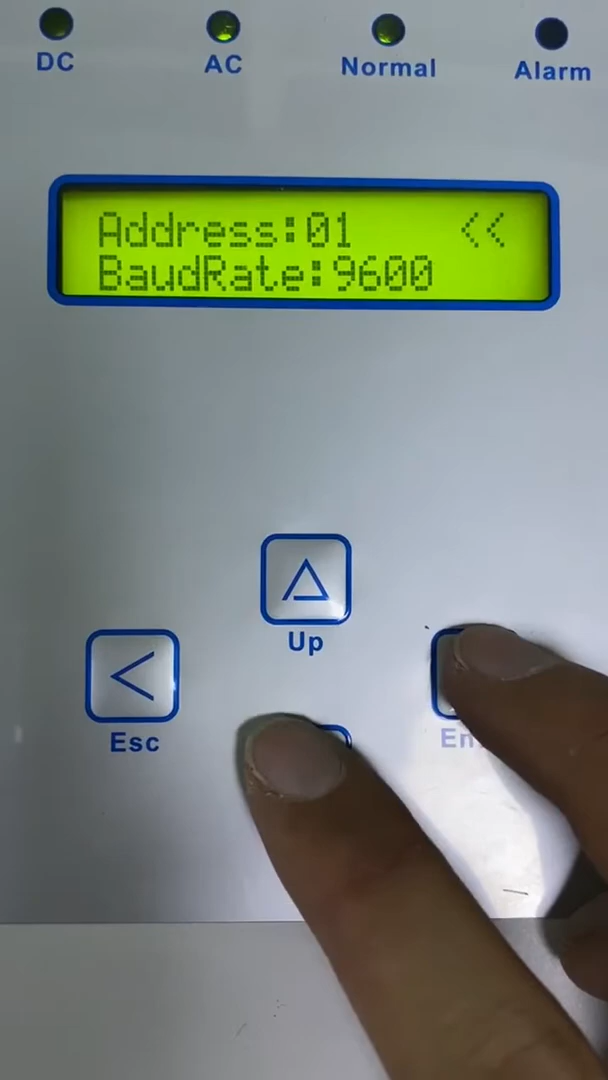 DC AC Normal Alarm
Address:01 <<
BaudRate:9600
Up
Esc